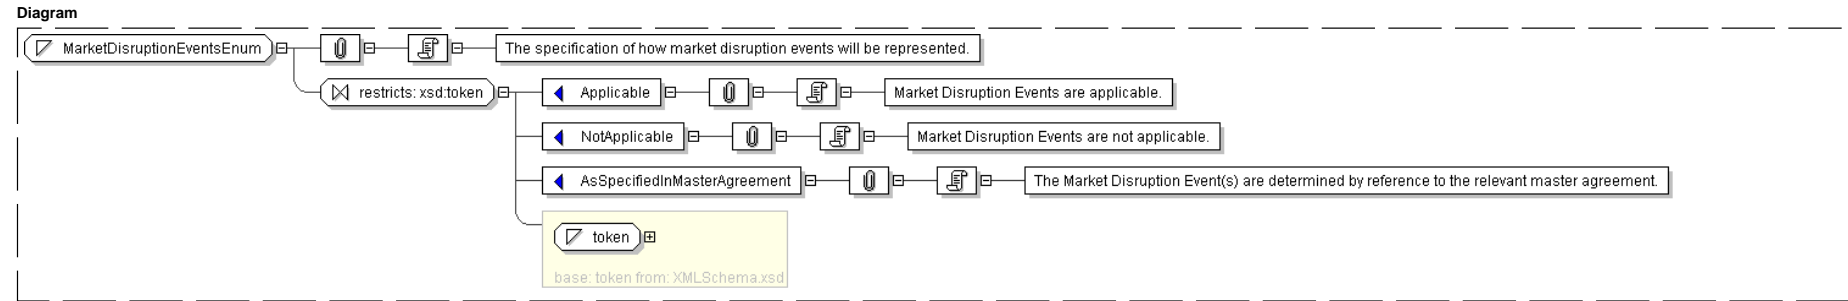 Diagram
MarketDisruptionEventsEnum
The specification of how market disruption events will be represented.
restricts: xsd:token
Applicable
Market Disruption Events are applicable.
NotApplicable
Market Disruption Events are not applicable.
AsSpecifiedInMasterAgreement
The Market Disruption Event(s) are determined by reference to the relevant master agreement.
token
base: token from: XMLSchema.xsd